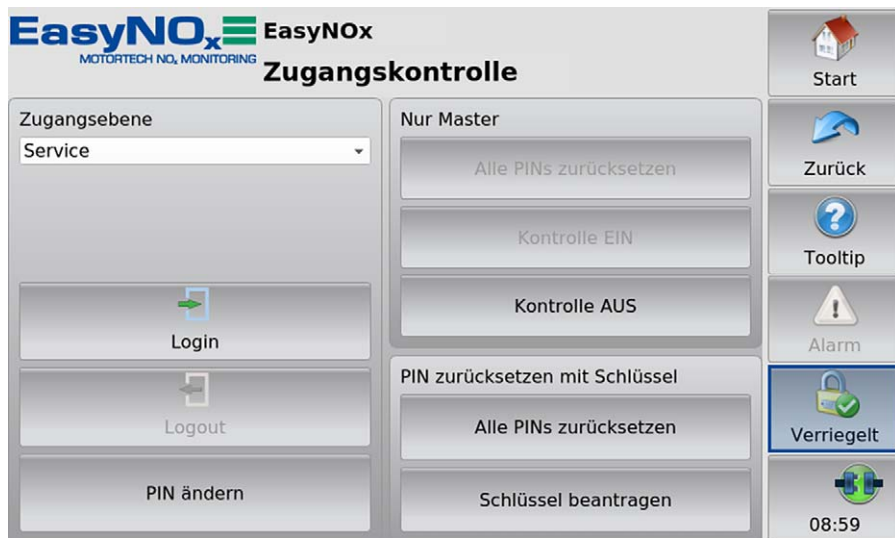 EasyNOx
MOTORTECH NOx MONITORING
EasyNOx
Zugangskontrolle
Zugangsebene
Service
Login
Logout
PIN ändern
Nur Master
Alle PINs zurücksetzen
Kontrolle EIN
Kontrolle AUS
PIN zurücksetzen mit Schlüssel
Alle PINs zurücksetzen
Schlüssel beantragen
Start
Zurück
Tooltip
Alarm
Verriegelt
08:59